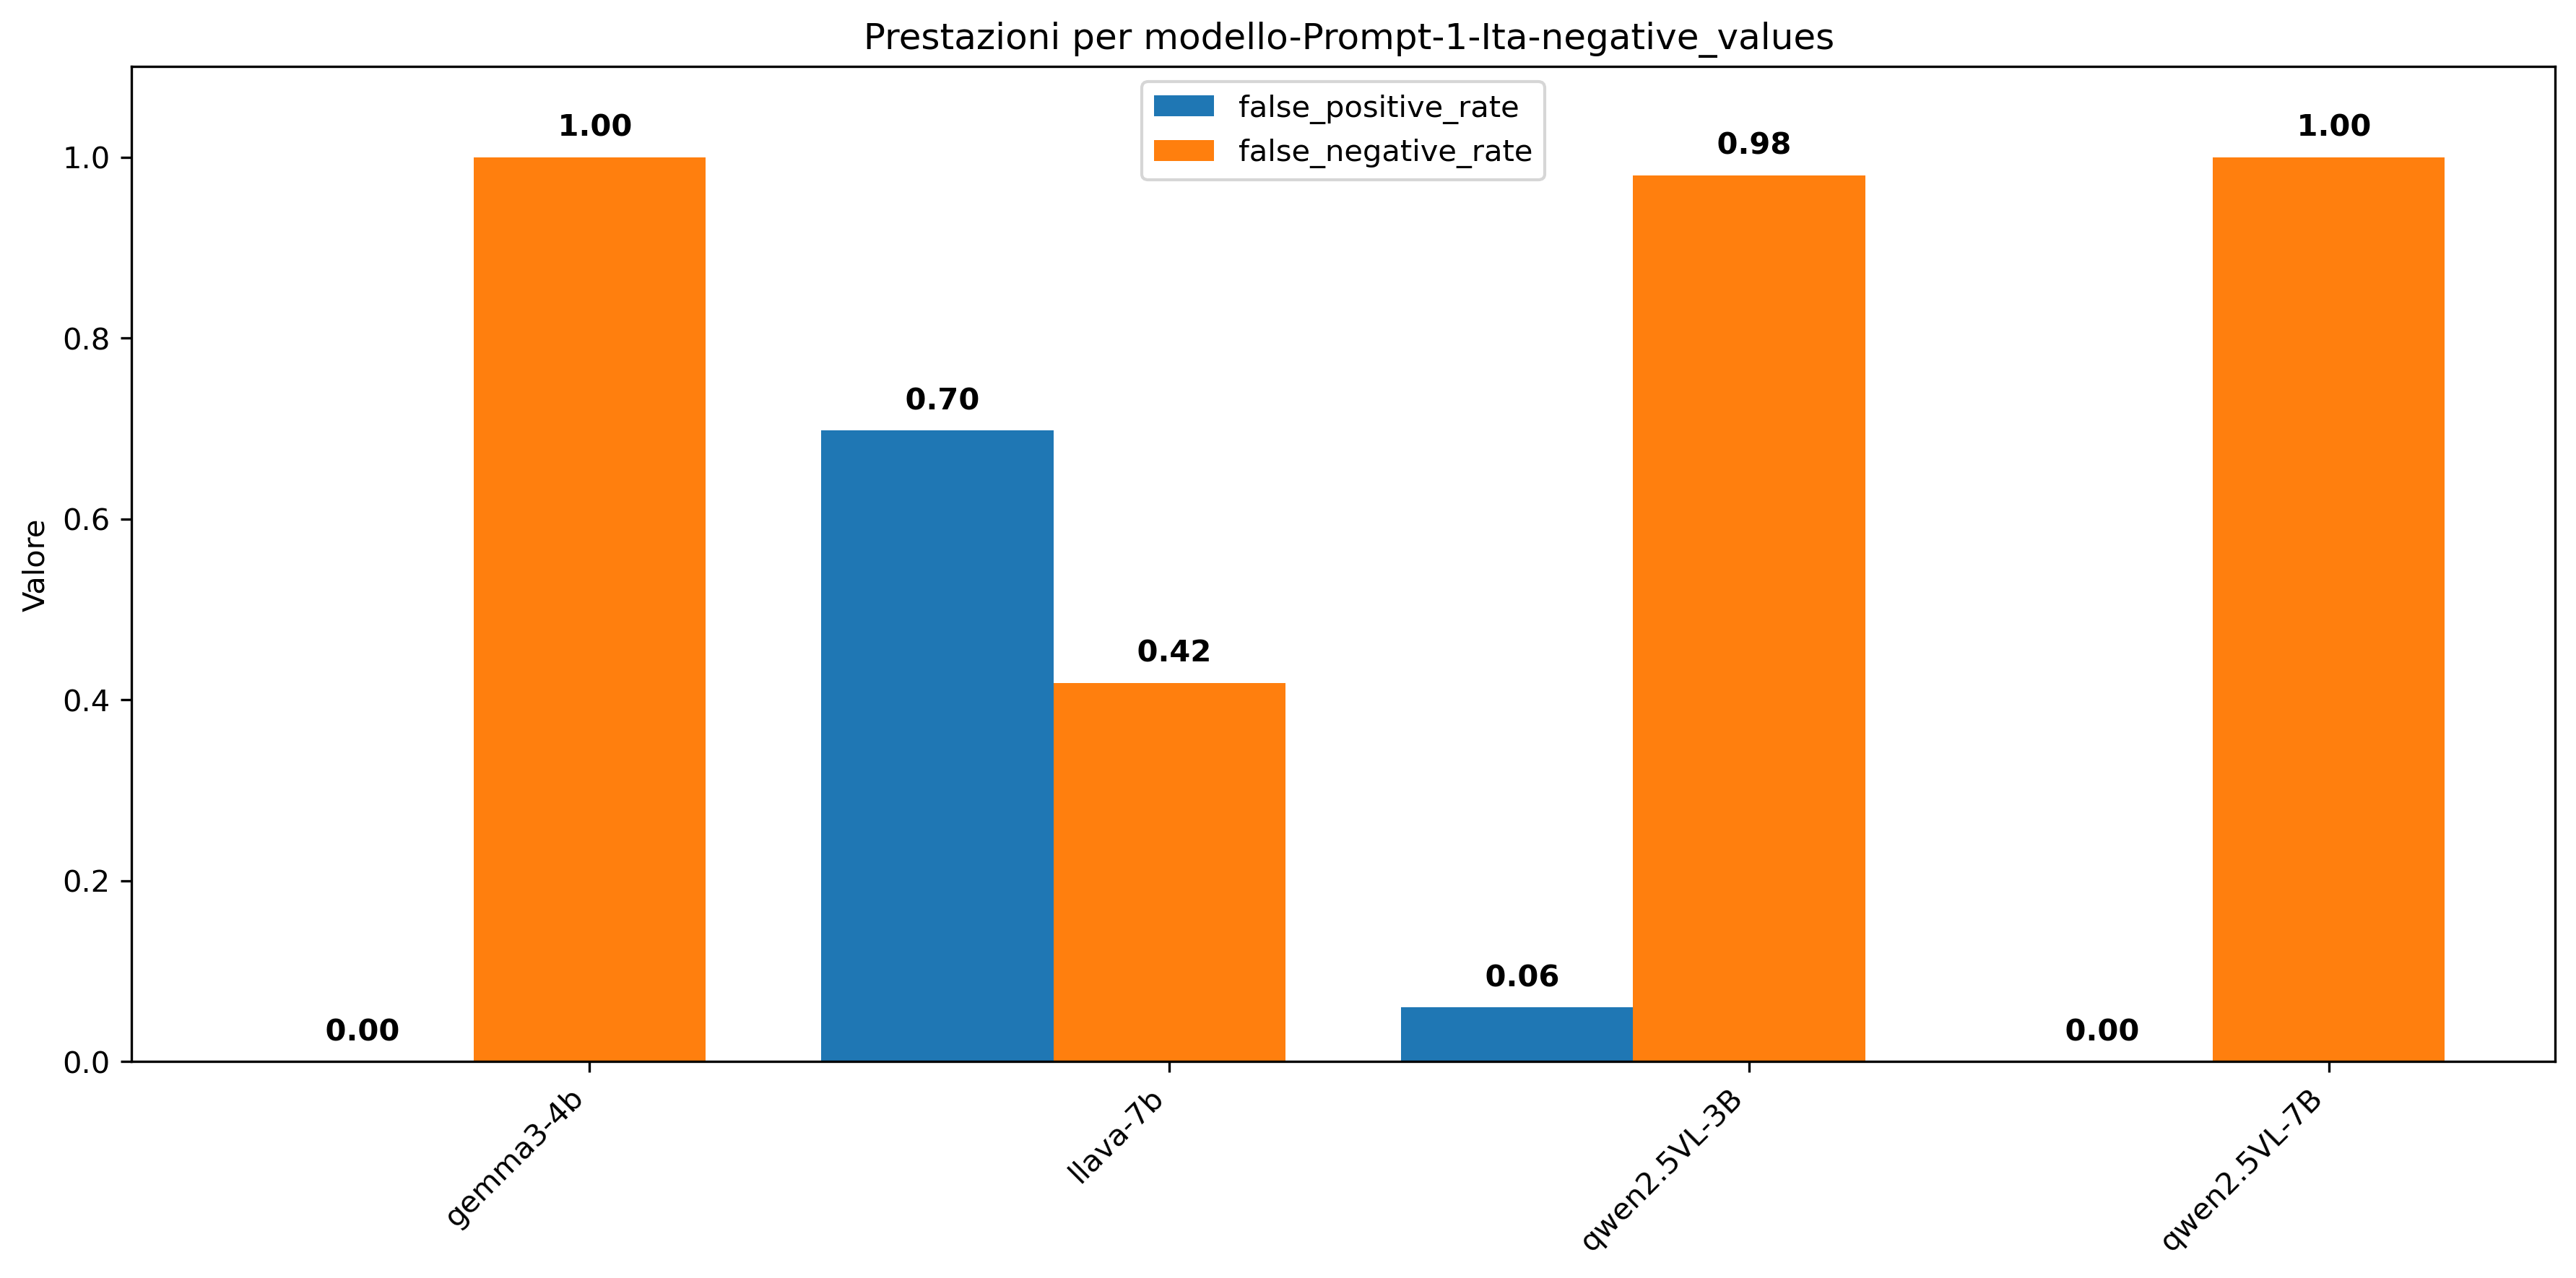 Prestazioni per modello-Prompt-1-Ita-negative_values
false_positive_rate
false_negative_rate
Valore
1.0
0.8
0.6
0.4
0.2
0.0
0.00
1.00
0.70
0.42
0.06
0.98
0.00
1.00
gemma3-4b
llava-7b
qwen2.5VL-3B
qwen2.5VL-7B